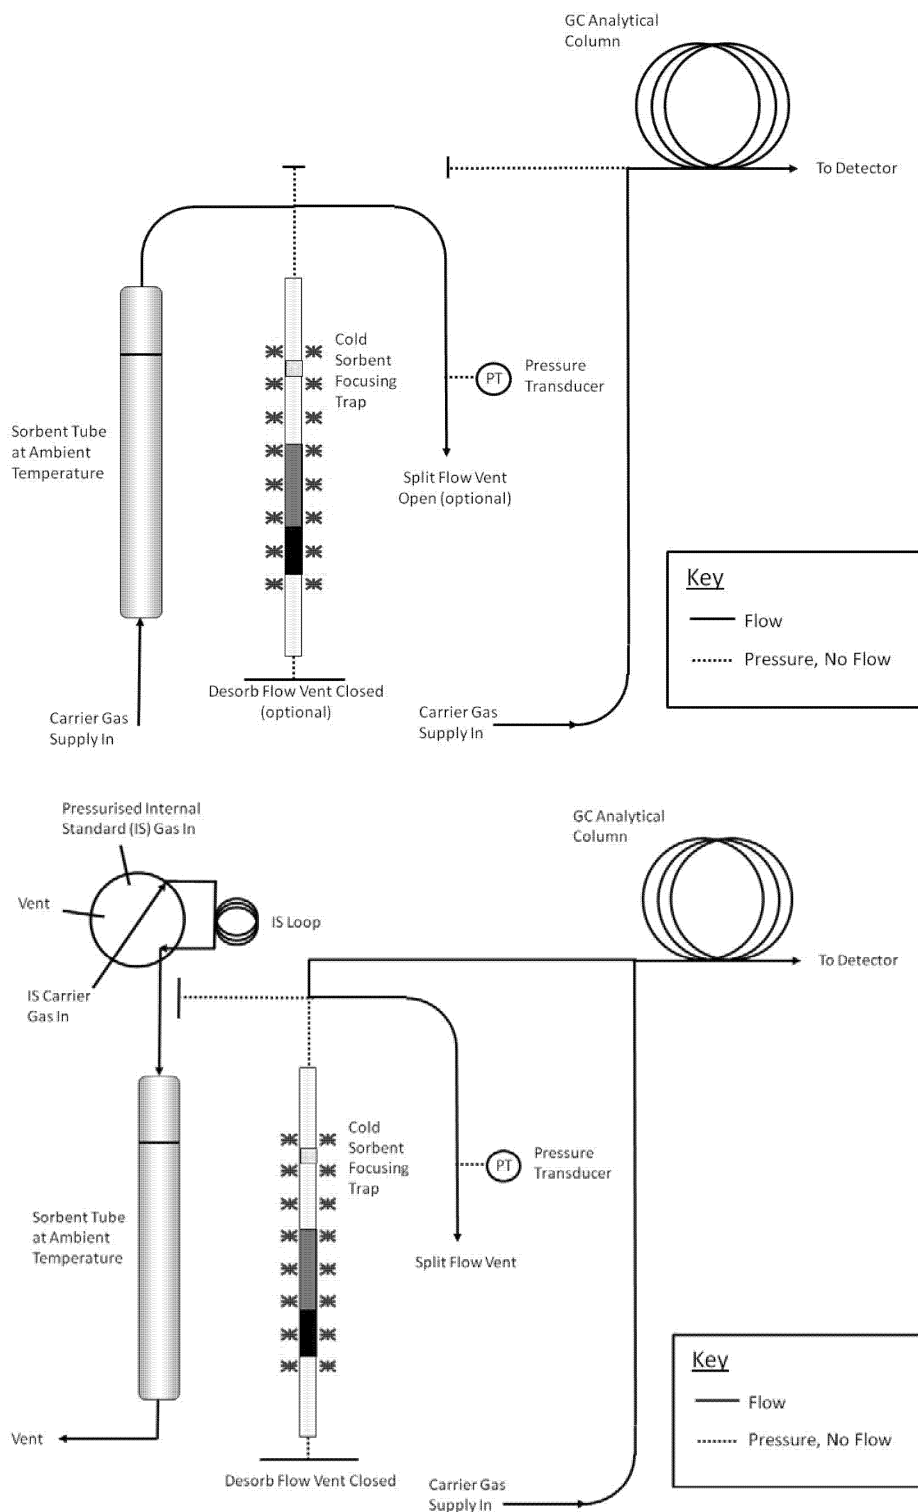 GC Analytical
Column
To Detector
Cold
Sorbent
Focusing
Trap
PT
Pressure
Transducer
Sorbent Tube
at Ambient
Temperature
Split Flow Vent
Open (optional)
Key
Flow
Pressure, No Flow
Desorb Flow Vent Closed
(optional)
Carrier Gas
Supply In
Carrier Gas
Supply In
Pressurised Internal
Standard (IS) Gas In
GC Analytical
Column
Vent
IS Loop
To Detector
IS Carrier
Gas In
Cold
Sorbent
Focusing
Trap
PT
Pressure
Transducer
Sorbent Tube
at Ambient
Temperature
Split Flow Vent
Key
Flow
Pressure, No Flow
Vent
Desorb Flow Vent Closed
Carrier Gas
Supply In